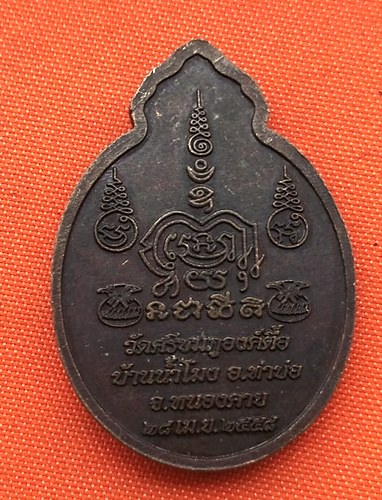 วัดศรีชมภูองค์ตื้อ
บ้านน้ำโมง อ.ท่าบ่อ
จ.หนองคาย
๒๘ เม.ย. ๒๕๕๘